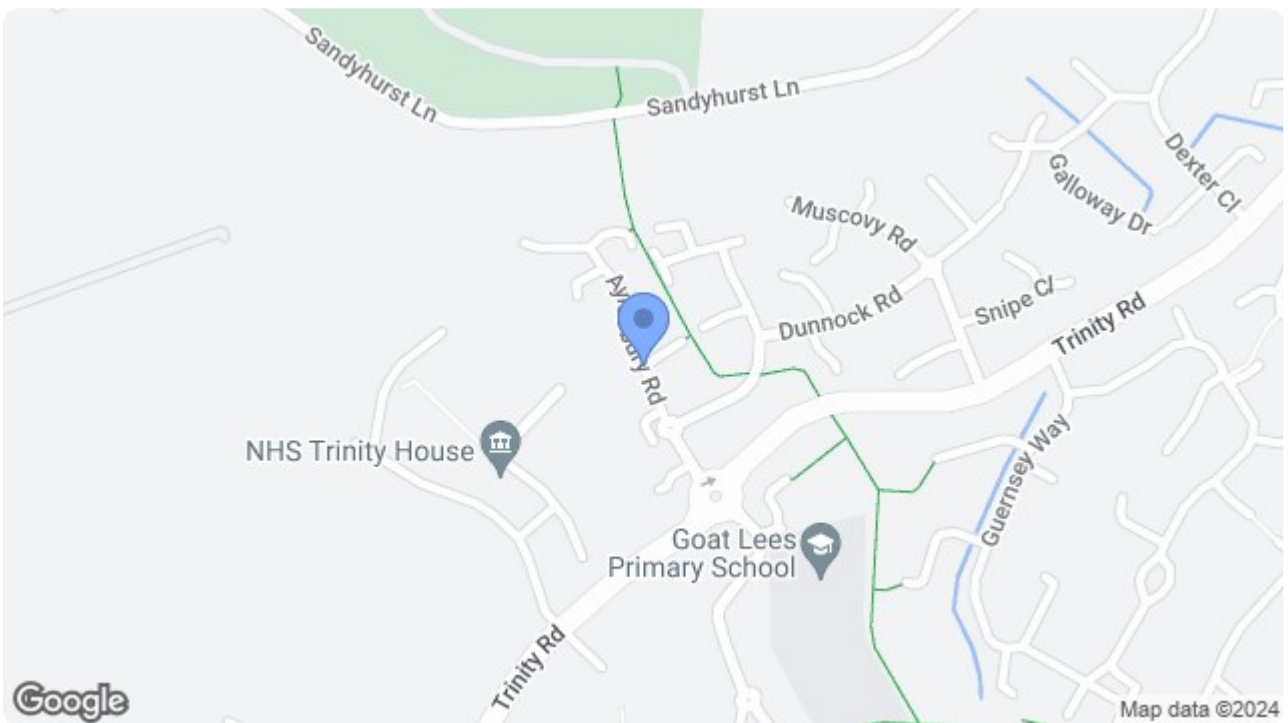 Sandyhurst Ln
Sandyhurst Ln
Dexter Cl
Galloway Dr
Muscovy Rd
Snipe Cl
Dunnock Rd
Trinity Rd
Rd
NHS Trinity House
Guernsey Way
Goat Lees
Primary School
Trinity Rd
Google
Map data ©2024